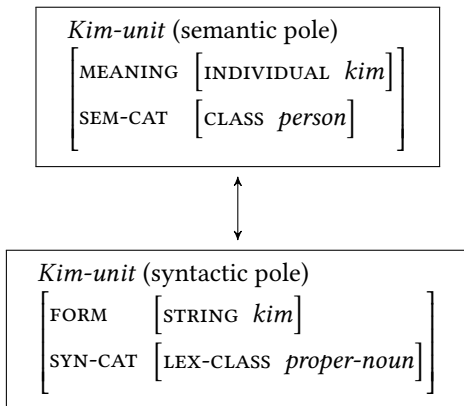 Kim-unit (semantic pole)
MEANING [INDIVIDUAL kim]
SEM-CAT [CLASS person]
Kim-unit (syntactic pole)
FORM [STRING kim]
SYN-CAT [LEX-CLASS proper-noun]